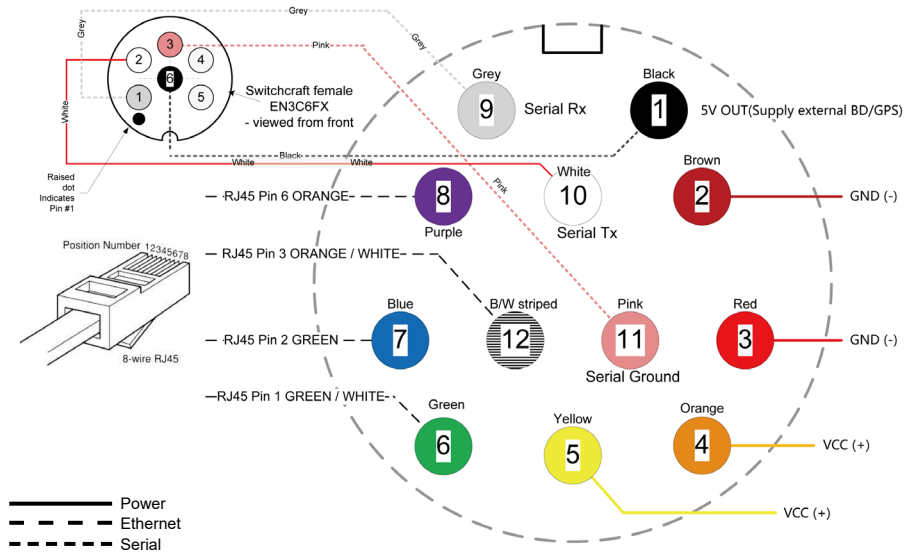 Grey
3
Pink
2
4
6
1
5
White
Grey
Switchcraft female
EN3C6FX
- viewed from front
Raised
dot
Indicates
Pin #1
Black
White
White
Pink
Grey
9
Serial Rx
Black
1
5V OUT(Supply external BD/GPS)
RJ45 Pin 6 ORANGE
8
Purple
White
10
Serial Tx
Brown
2
GND (-)
Position Number 12345678
8-wire RJ45
RJ45 Pin 3 ORANGE / WHITE
RJ45 Pin 2 GREEN
Blue
7
B/W striped
12
Pink
11
Serial Ground
Red
3
GND (-)
RJ45 Pin 1 GREEN / WHITE
Green
6
Yellow
5
Orange
4
VCC (+)
VCC (+)
Power
Ethernet
Serial